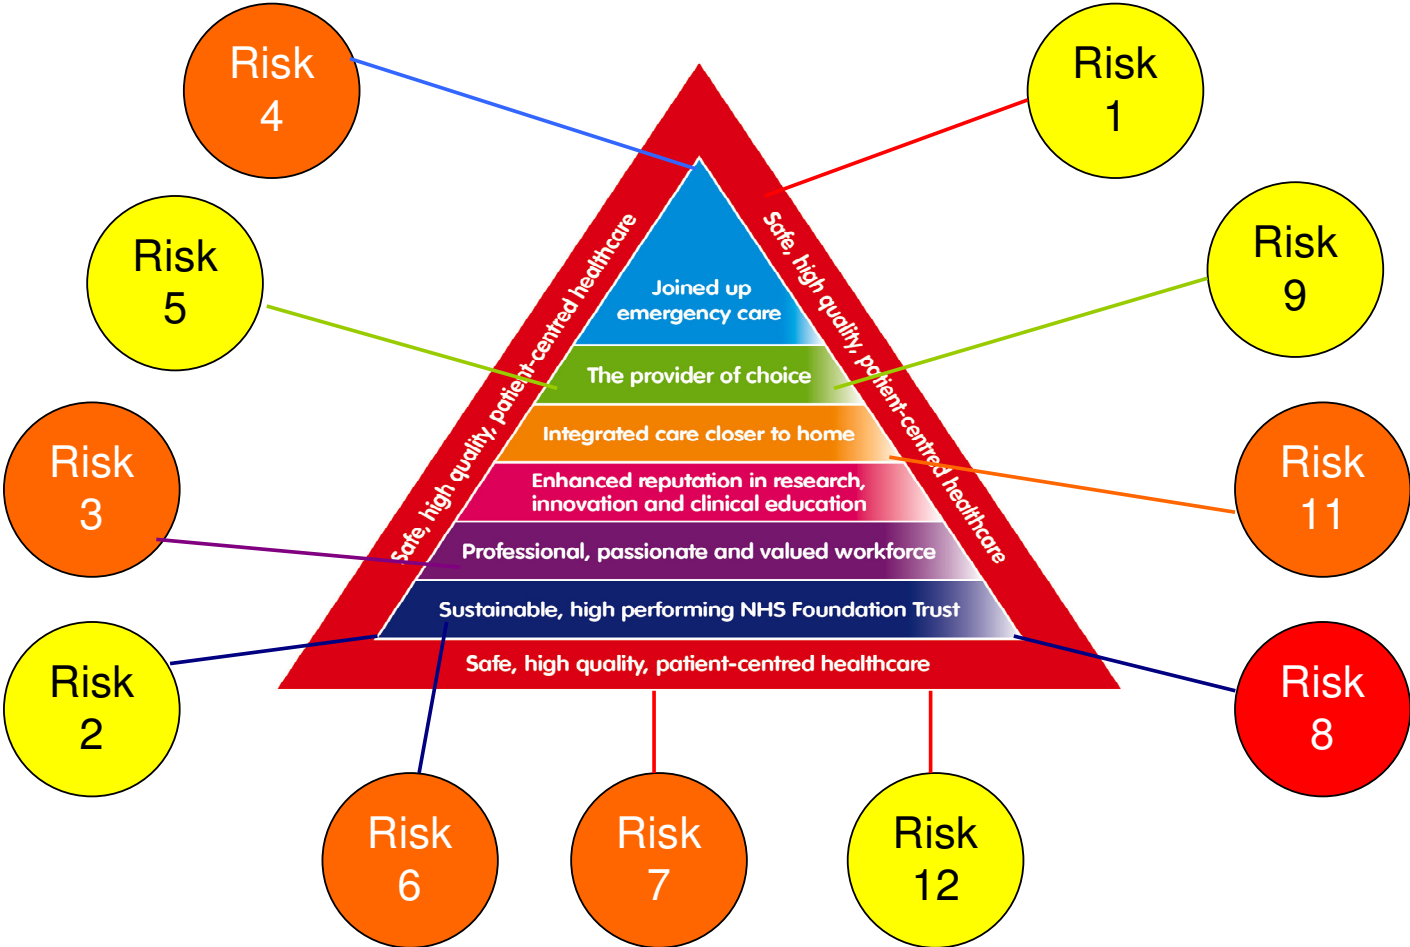 Risk
4
Risk
1
Risk
5
Risk
9
Safe, high quality, patient-centred healthcare
Safe, high quality, patient-centred healthcare
Joined up
emergency care
The provider of choice
Integrated care closer to home
Enhanced reputation in research,
innovation and clinical education
Professional, passionate and valued workforce
Sustainable, high performing NHS Foundation Trust
Safe, high quality, patient-centred healthcare
Risk
3
Risk
11
Risk
2
Risk
8
Risk
6
Risk
7
Risk
12